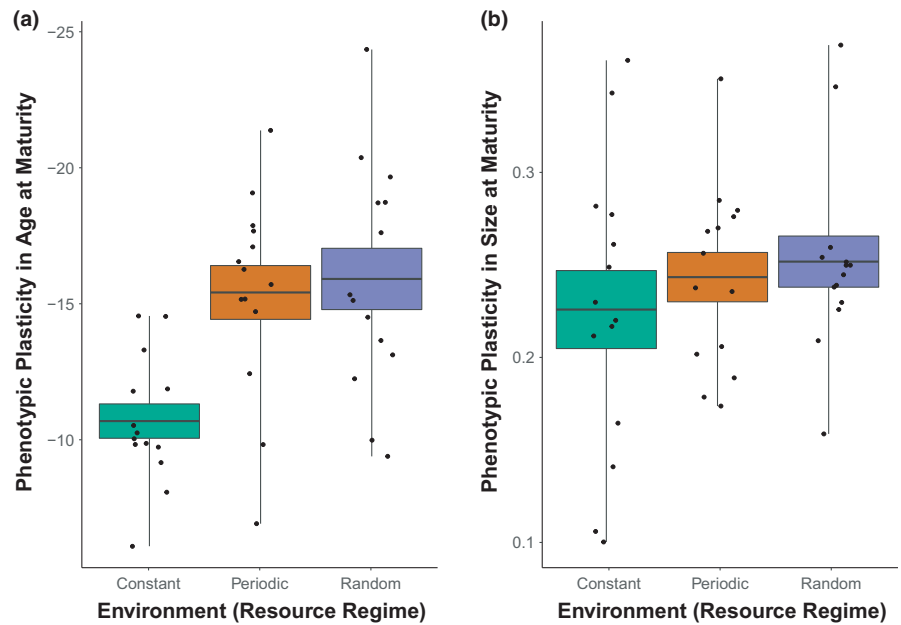 (a)
Phenotypic Plasticity in Age at Maturity
−25
−20
−15
−10
Constant
Periodic
Random
Environment (Resource Regime)
(b)
Phenotypic Plasticity in Size at Maturity
0.3
0.2
0.1
Constant
Periodic
Random
Environment (Resource Regime)